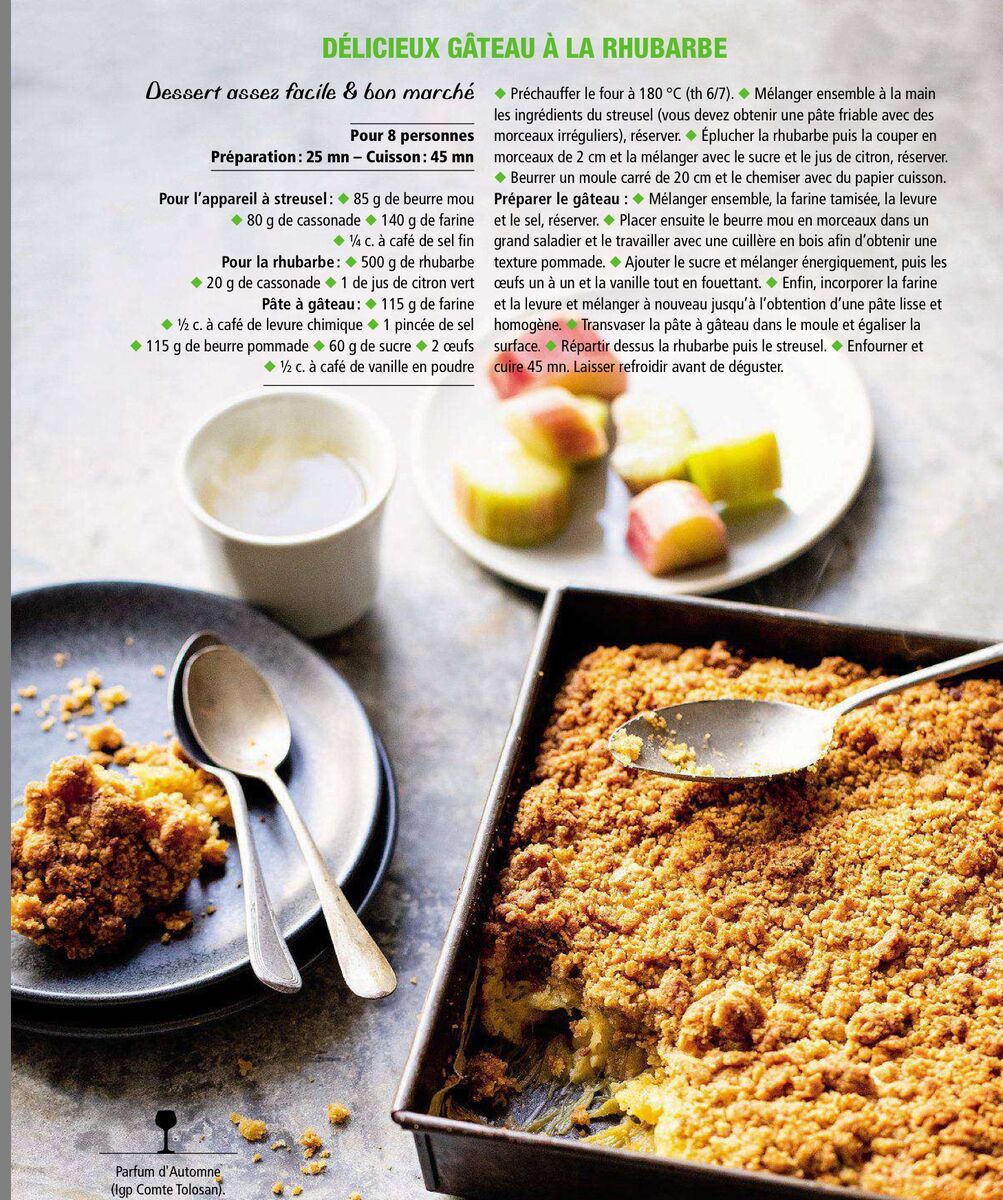 DÉLICIEUX GÂTEAU À LA RHUBARBE
Dessert assez facile & bon marché
Pour 8 personnes
Préparation : 25 mn – Cuisson : 45 mn
Pour l'appareil à streusel : ◆ 85 g de beurre mou
◆ 80 g de cassonade ◆ 140 g de farine
◆ ¼ c. à café de sel fin
Pour la rhubarbe : ◆ 500 g de rhubarbe
◆ 20 g de cassonade ◆ 1 de jus de citron vert
Pâte à gâteau : ◆ 115 g de farine
◆ ½ c. à café de levure chimique ◆ 1 pincée de sel
◆ 115 g de beurre pommade ◆ 60 g de sucre ◆ 2 œufs
◆ ½ c. à café de vanille en poudre
◆ Préchauffer le four à 180 °C (th 6/7). ◆ Mélanger ensemble à la main
les ingrédients du streusel (vous devez obtenir une pâte friable avec des
morceaux irréguliers), réserver. ◆ Éplucher la rhubarbe puis la couper en
morceaux de 2 cm et la mélanger avec le sucre et le jus de citron, réserver.
◆ Beurrer un moule carré de 20 cm et le chemiser avec du papier cuisson.
Préparer le gâteau : ◆ Mélanger ensemble, la farine tamisée, la levure
et le sel, réserver. ◆ Placer ensuite le beurre mou en morceaux dans un
grand saladier et le travailler avec une cuillère en bois afin d'obtenir une
texture pommade. ◆ Ajouter le sucre et mélanger énergiquement, puis les
œufs un à un et la vanille tout en fouettant. ◆ Enfin, incorporer la farine
et la levure et mélanger à nouveau jusqu'à l'obtention d'une pâte lisse et
homogène. ◆ Transvaser la pâte à gâteau dans le moule et égaliser la
surface. ◆ Répartir dessus la rhubarbe puis le streusel. ◆ Enfourner et
cuire 45 mn. Laisser refroidir avant de déguster.
Parfum d'Automne
(Igp Comte Tolosan).